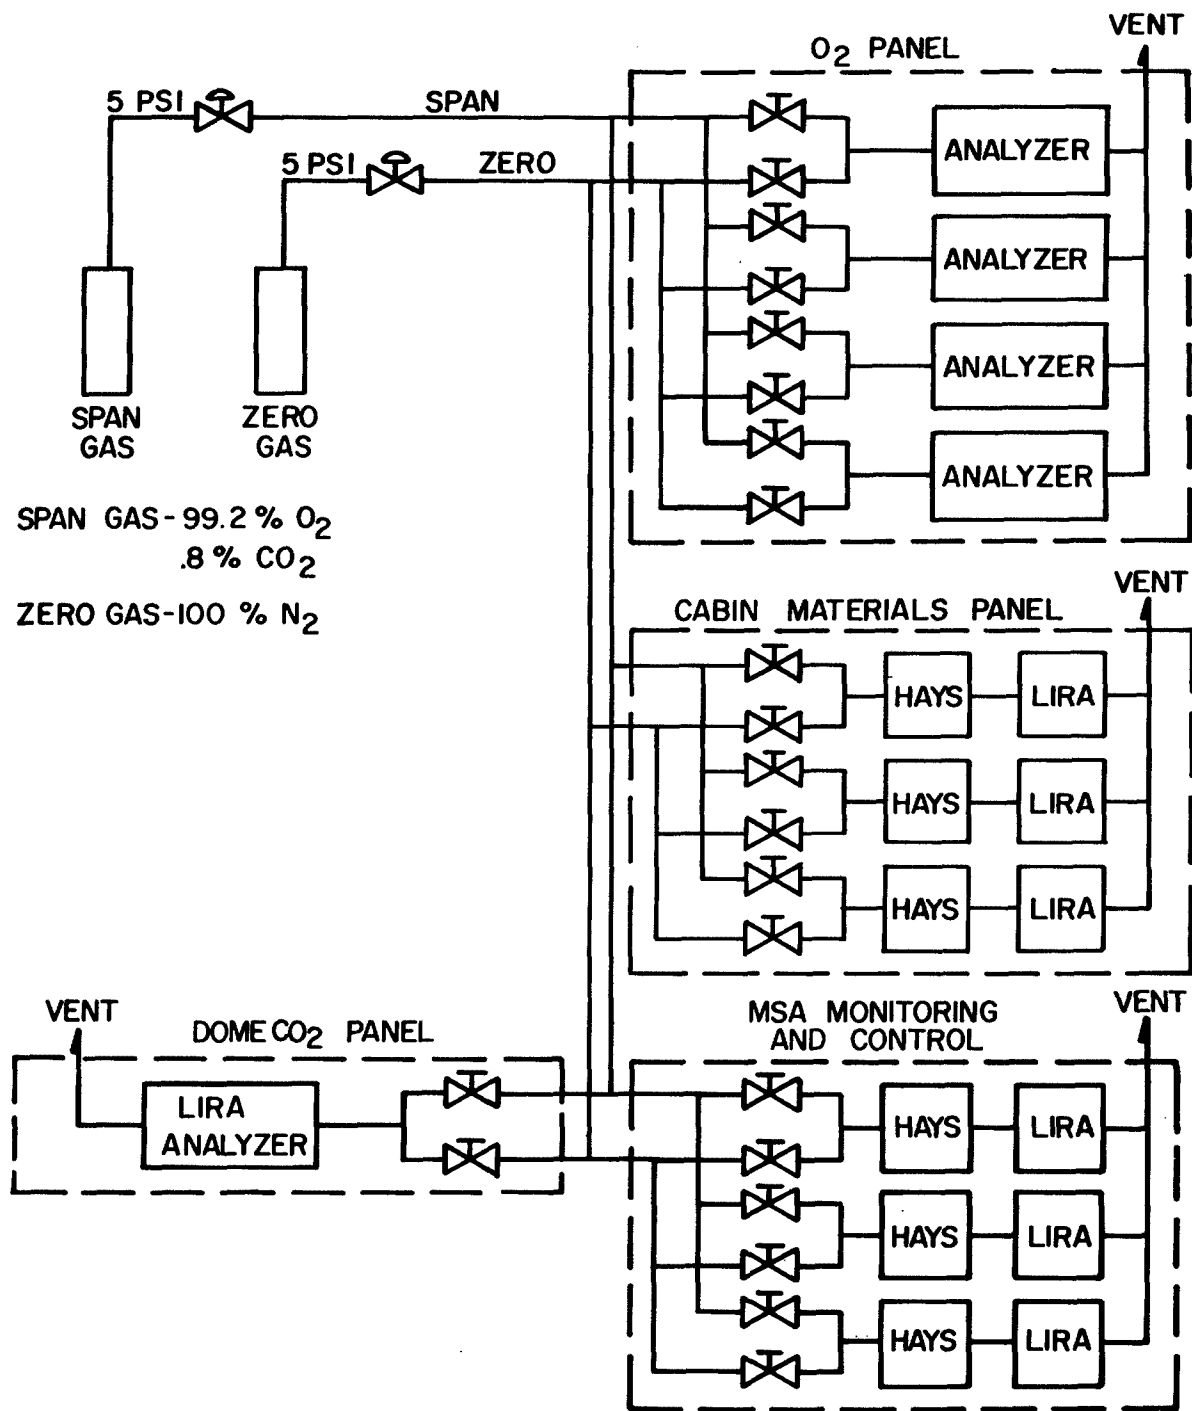 VENT
O2 PANEL
5 PSI
SPAN
5 PSI
ZERO
ANALYZER
ANALYZER
ANALYZER
ANALYZER
SPAN
GAS
ZERO
GAS
SPAN GAS-99.2 % O2
.8 % CO2
ZERO GAS-100 % N2
VENT
CABIN MATERIALS PANEL
HAYS LIRA
HAYS LIRA
HAYS LIRA
VENT
DOME CO2 PANEL
LIRA
ANALYZER
VENT
MSA MONITORING
AND CONTROL
HAYS LIRA
HAYS LIRA
HAYS LIRA